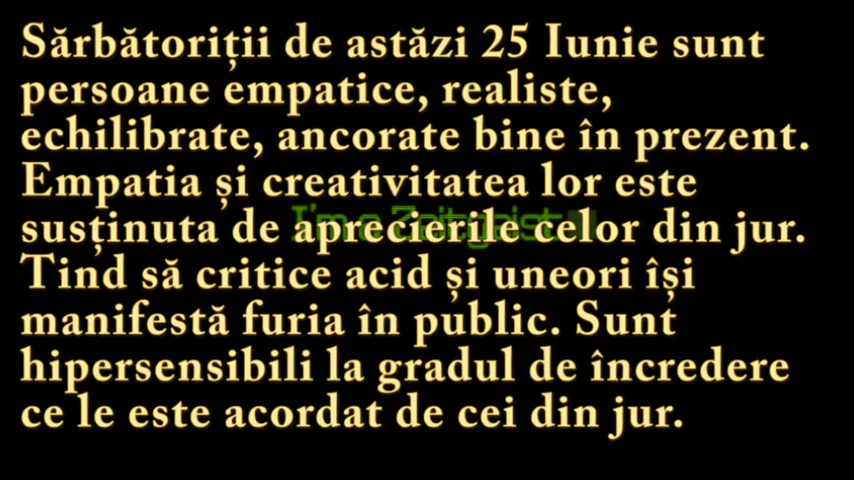 Sărbătoriții de astăzi 25 Iunie sunt
persoane empatice, realiste,
echilibrate, ancorate bine în prezent.
Empatia și creativitatea lor este
susținuta de aprecierile celor din jur.
I'm a Zeitgeist
Tind să critice acid și uneori își
manifestă furia în public. Sunt
hipersensibili la gradul de încredere
ce le este acordat de cei din jur.